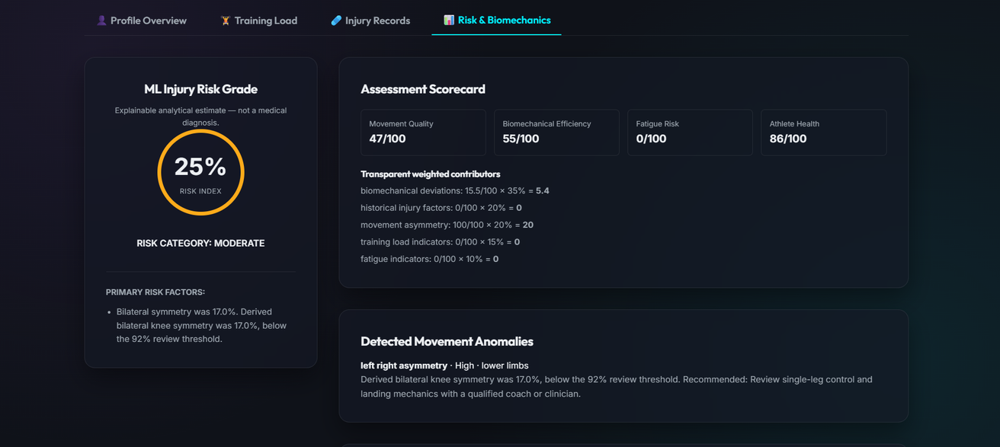 Profile Overview
Training Load
Injury Records
Risk & Biomechanics
ML Injury Risk Grade
Explainable analytical estimate — not a medical
diagnosis.
25%
RISK INDEX
RISK CATEGORY: MODERATE
PRIMARY RISK FACTORS:
• Bilateral symmetry was 17.0%. Derived
bilateral knee symmetry was 17.0%, below
the 92% review threshold.
Assessment Scorecard
Movement Quality
47/100
Biomechanical Efficiency
55/100
Fatigue Risk
0/100
Athlete Health
86/100
Transparent weighted contributors
biomechanical deviations: 15.5/100 × 35% = 5.4
historical injury factors: 0/100 × 20% = 0
movement asymmetry: 100/100 × 20% = 20
training load indicators: 0/100 × 15% = 0
fatigue indicators: 0/100 × 10% = 0
Detected Movement Anomalies
left right asymmetry · High · lower limbs
Derived bilateral knee symmetry was 17.0%, below the 92% review threshold. Recommended: Review single-leg control and
landing mechanics with a qualified coach or clinician.